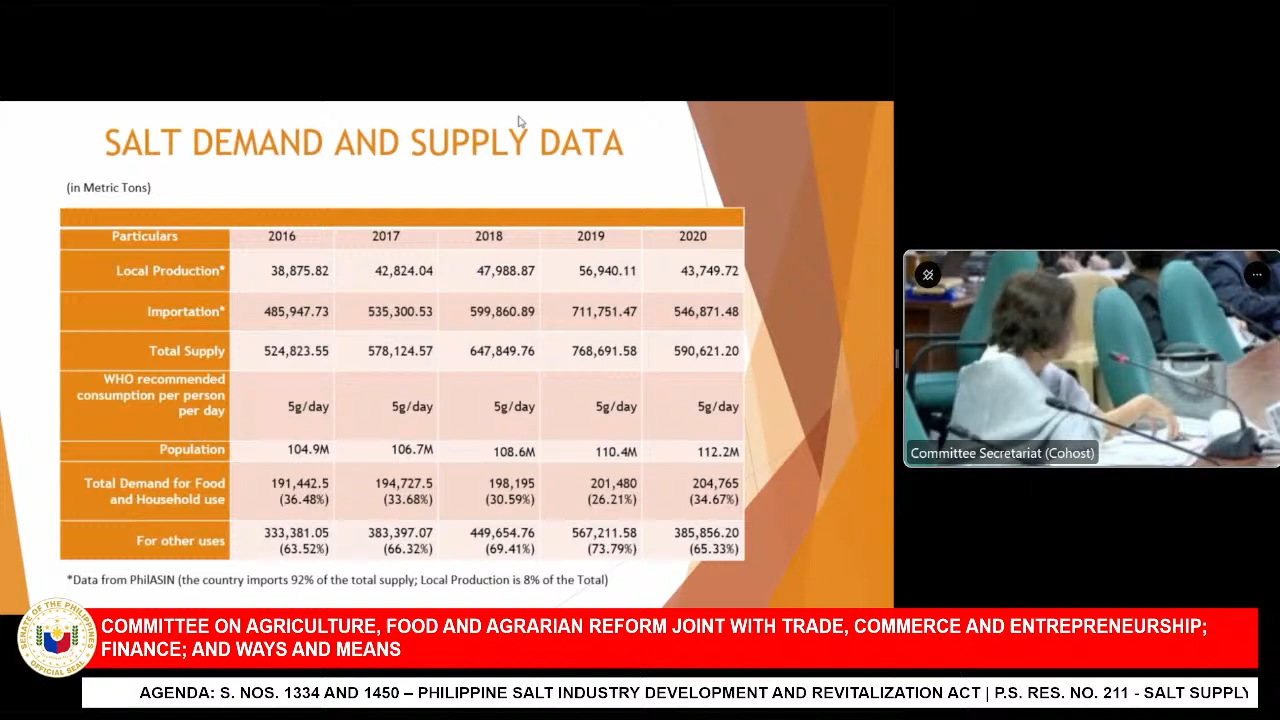 SALT DEMAND AND SUPPLY DATA
(in Metric Tons)
Particulars 2016 2017 2018 2019 2020
Local Production* 38,875.82 42,824.04 47,988.87 56,940.11 43,749.72
Importation* 485,947.73 535,300.53 599,860.89 711,751.47 546,871.48
Total Supply 524,823.55 578,124.57 647,849.76 768,691.58 590,621.20
WHO recommended
consumption per person
per day 5g/day 5g/day 5g/day 5g/day 5g/day
Population 104.9M 106.7M 108.6M 110.4M 112.2M
Total Demand for Food 191,442.5 194,727.5 198,195 201,480 204,765
and Household use (36.48%) (33.68%) (30.59%) (26.21%) (34.67%)
For other uses 333,381.05 383,397.07 449,654.76 567,211.58 385,856.20
(63.52%) (66.32%) (69.41%) (73.79%) (65.33%)
*Data from PhilASIN (the country imports 92% of the total supply; Local Production is 8% of the Total)
Committee Secretariat (Cohost)
SENATE OF THE PHILIPPINES
OFFICIAL SEAL
COMMITTEE ON AGRICULTURE, FOOD AND AGRARIAN REFORM JOINT WITH TRADE, COMMERCE AND ENTREPRENEURSHIP;
FINANCE; AND WAYS AND MEANS
AGENDA: S. NOS. 1334 AND 1450 – PHILIPPINE SALT INDUSTRY DEVELOPMENT AND REVITALIZATION ACT | P.S. RES. NO. 211 - SALT SUPPLY